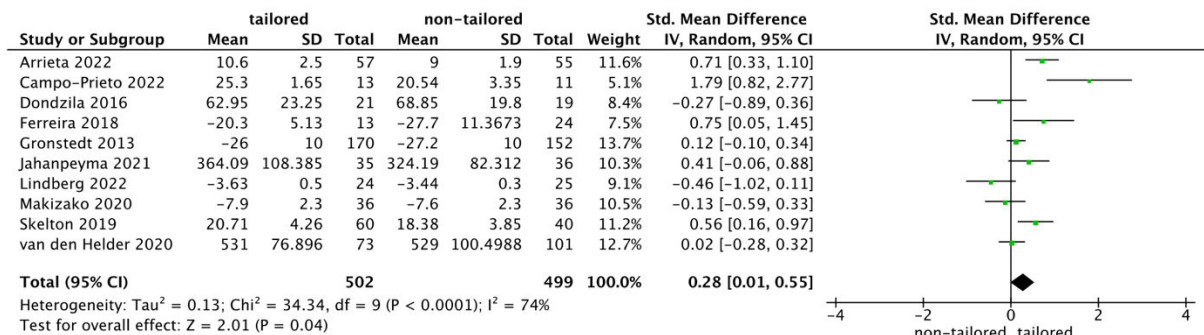 tailored non-tailored Std. Mean Difference Std. Mean Difference
Study or Subgroup Mean SD Total Mean SD Total Weight IV, Random, 95% CI IV, Random, 95% CI
Arrieta 2022 10.6 2.5 57 9 1.9 55 11.6% 0.71 [0.33, 1.10]
Campo-Prieto 2022 25.3 1.65 13 20.54 3.35 11 5.1% 1.79 [0.82, 2.77]
Dondzila 2016 62.95 23.25 21 68.85 19.8 19 8.4% -0.27 [-0.89, 0.36]
Ferreira 2018 -20.3 5.13 13 -27.7 11.3673 24 7.5% 0.75 [0.05, 1.45]
Gronstedt 2013 -26 10 170 -27.2 10 152 13.7% 0.12 [-0.10, 0.34]
Jahanpeyma 2021 364.09 108.385 35 324.19 82.312 36 10.3% 0.41 [-0.06, 0.88]
Lindberg 2022 -3.63 0.5 24 -3.44 0.3 25 9.1% -0.46 [-1.02, 0.11]
Makizako 2020 -7.9 2.3 36 -7.6 2.3 36 10.5% -0.13 [-0.59, 0.33]
Skelton 2019 20.71 4.26 60 18.38 3.85 40 11.2% 0.56 [0.16, 0.97]
van den Helder 2020 531 76.896 73 529 100.4988 101 12.7% 0.02 [-0.28, 0.32]
Total (95% CI) 502 499 100.0% 0.28 [0.01, 0.55]
Heterogeneity: Tau² = 0.13; Chi² = 34.34, df = 9 (P < 0.0001); I² = 74%
Test for overall effect: Z = 2.01 (P = 0.04)
-4 -2 0 2 4
non-tailored tailored